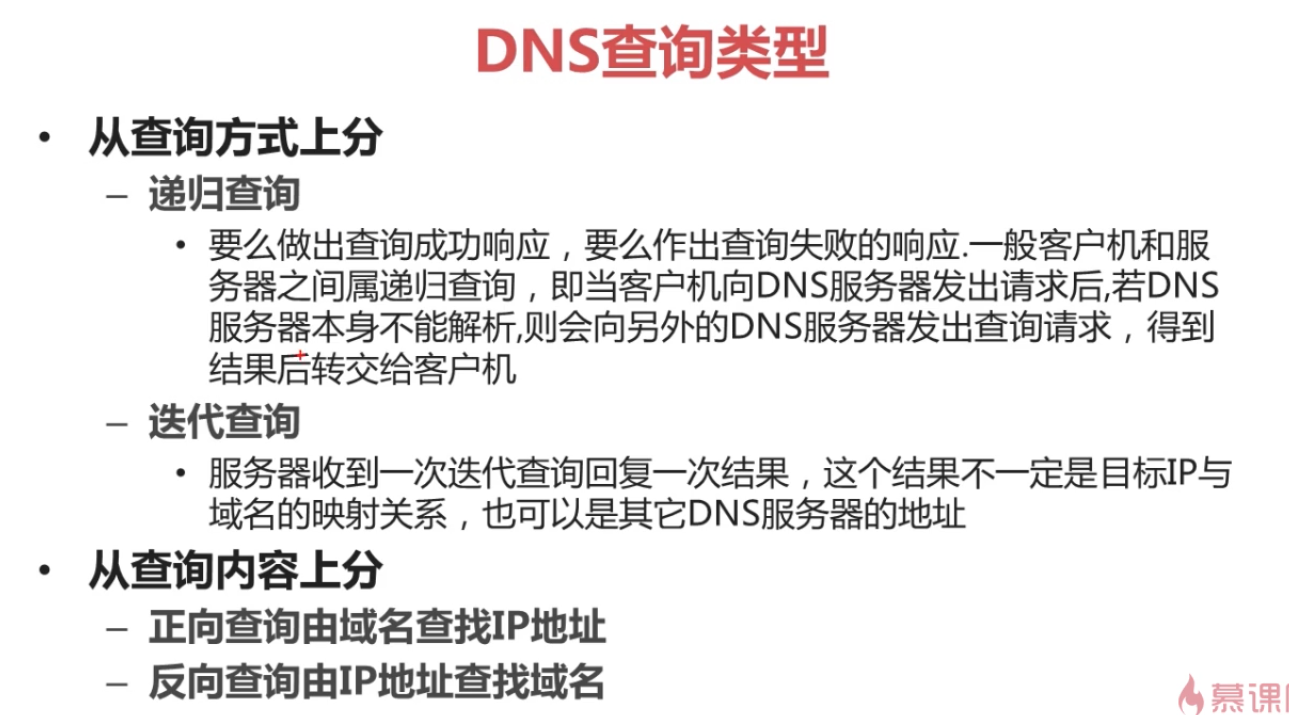 DNS查询类型
• 从查询方式上分
– 递归查询
• 要么做出查询成功响应，要么作出查询失败的响应.一般客户机和服
务器之间属递归查询，即当客户机向DNS服务器发出请求后,若DNS
服务器本身不能解析,则会向另外的DNS服务器发出查询请求，得到
结果后转交给客户机
– 迭代查询
• 服务器收到一次迭代查询回复一次结果，这个结果不一定是目标IP与
域名的映射关系，也可以是其它DNS服务器的地址
• 从查询内容上分
– 正向查询由域名查找IP地址
– 反向查询由IP地址查找域名
慕课